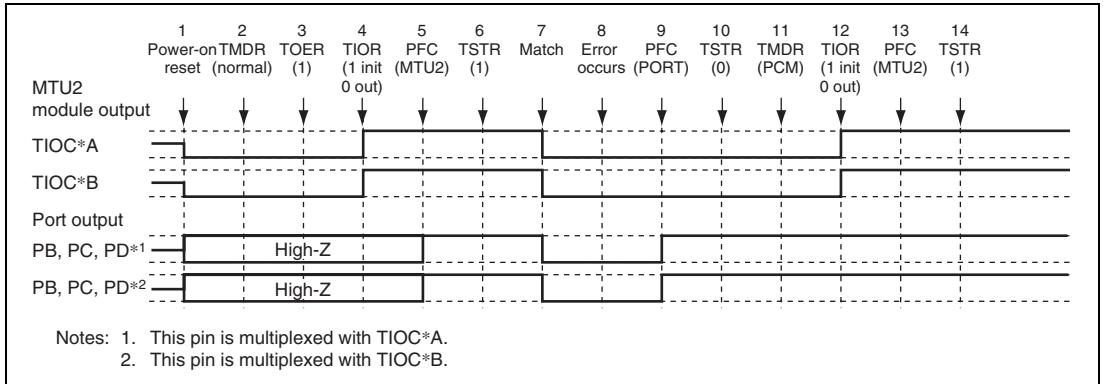 1 2 3 4 5 6 7 8 9 10 11 12 13 14
Power-on TMDR TOER TIOR PFC TSTR Match Error PFC TSTR TMDR TIOR PFC TSTR
reset (normal) (1) (1 init (MTU2) (1) occurs (PORT) (0) (PCM) (1 init (MTU2) (1)
MTU2 0 out) 0 out)
module output
TIOC*A
TIOC*B
Port output
PB, PC, PD*1 High-Z
PB, PC, PD*2 High-Z
Notes: 1. This pin is multiplexed with TIOC*A.
2. This pin is multiplexed with TIOC*B.